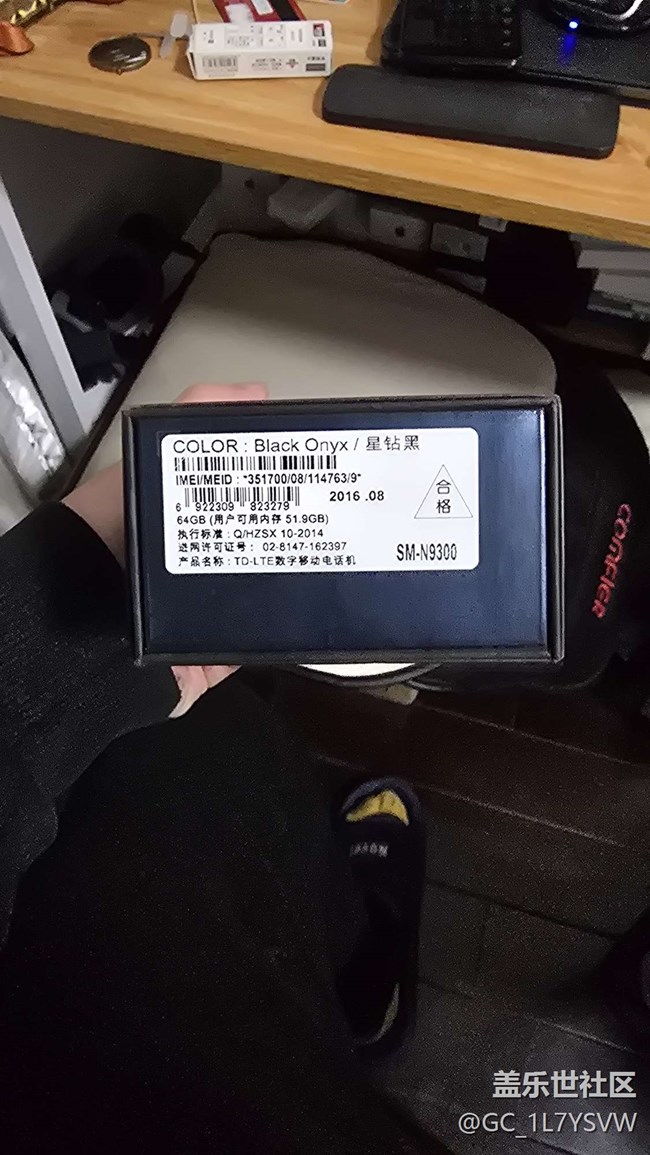 COLOR : Black Onyx / 星钻黑
IMEI/MEID : *351700/08/114763/9*
2016 .08
合格
6 922309 823279
64GB (用户可用内存 51.9GB)
执行标准 : Q/HZSX 10-2014
进网许可证号 : 02-8147-162397
产品名称 : TD-LTE数字移动电话机
SM-N9300
盖乐世社区
@GC_1L7YSVW